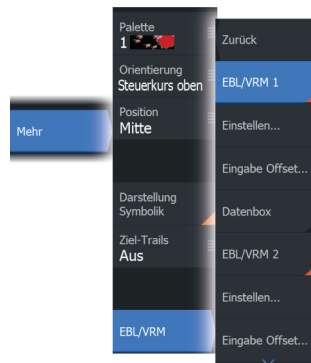 Mehr
Palette
1
Orientierung
Steuerkurs oben
Position
Mitte
Darstellung
Symbolik
Ziel-Trails
Aus
EBL/VRM
Zurück
EBL/VRM 1
Einstellen...
Eingabe Offset...
Datenbox
EBL/VRM 2
Einstellen...
Eingabe Offset...